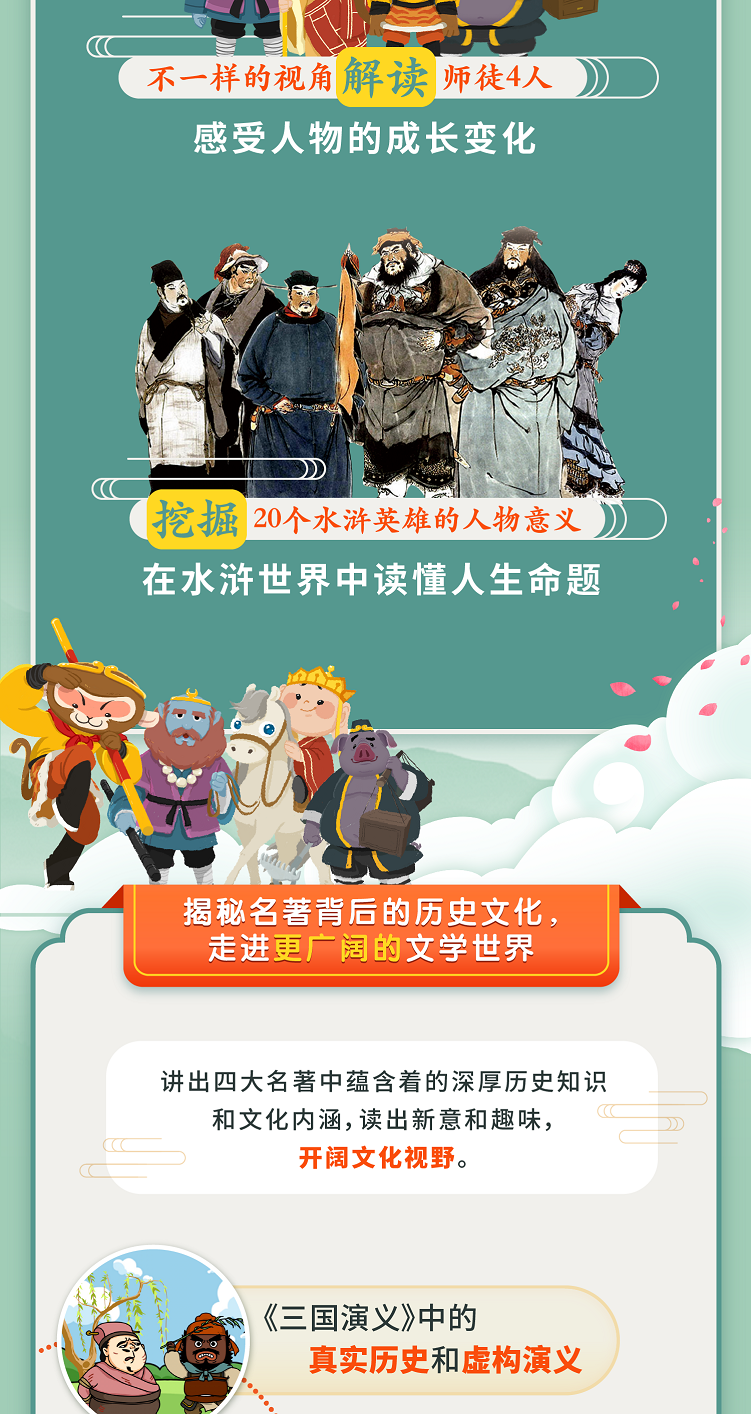 不一样的视角解读师徒4人
感受人物的成长变化
挖掘20个水浒英雄的人物意义
在水浒世界中读懂人生命题
揭秘名著背后的历史文化，
走进更广阔的文学世界
讲出四大名著中蕴含着的深厚历史知识
和文化内涵，读出新意和趣味，
开阔文化视野。
《三国演义》中的
真实历史和虚构演义